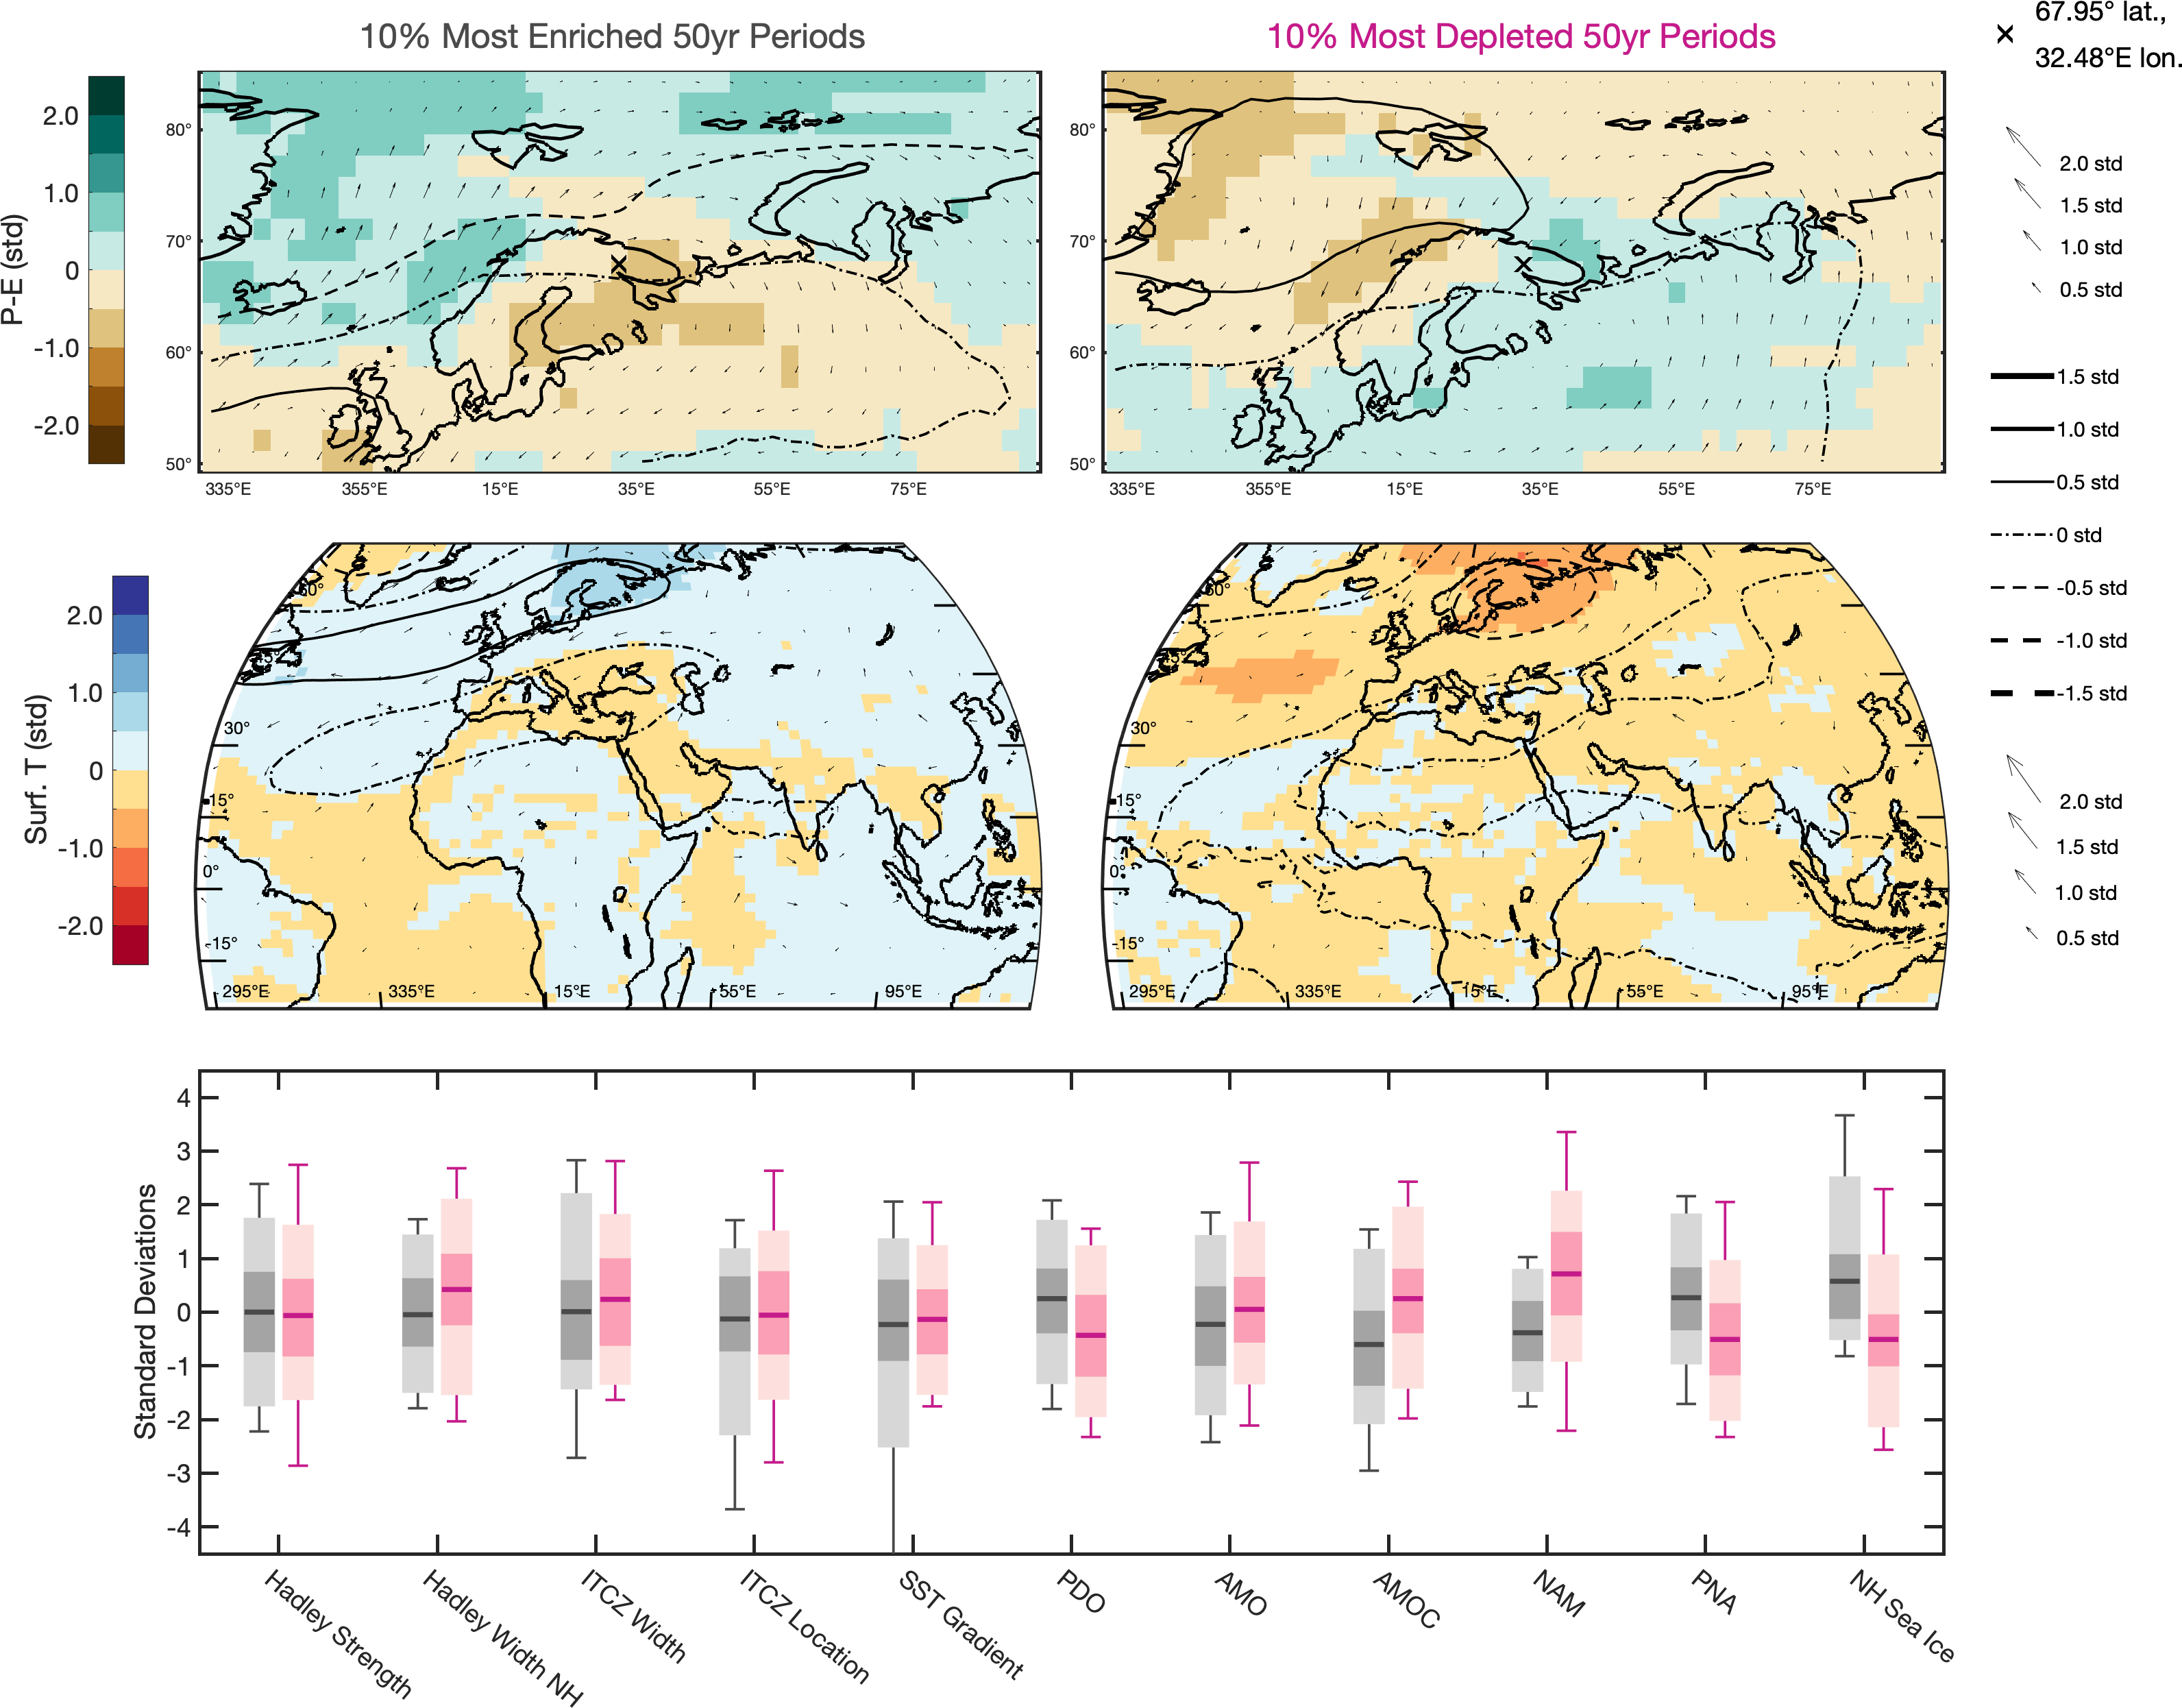 10% Most Enriched 50yr Periods
10% Most Depleted 50yr Periods
67.95° lat.,
32.48°E lon.
P-E (std)
2.0
1.0
0
-1.0
-2.0
80°
70°
60°
50°
335°E 355°E 15°E 35°E 55°E 75°E
80°
70°
60°
50°
335°E 355°E 15°E 35°E 55°E 75°E
2.0 std
1.5 std
1.0 std
0.5 std
1.5 std
1.0 std
0.5 std
0 std
-0.5 std
-1.0 std
-1.5 std
Surf. T (std)
2.0
1.0
0
-1.0
-2.0
30°
15°
0°
-15°
295°E 335°E 15°E 55°E 95°E
30°
15°
0°
-15°
295°E 335°E 15°E 55°E 95°E
2.0 std
1.5 std
1.0 std
0.5 std
Standard Deviations
4
3
2
1
0
-1
-2
-3
-4
Hadley Strength
Hadley Width NH
ITCZ Width
ITCZ Location
SST Gradient
PDO
AMO
AMOC
NAM
PNA
NH Sea Ice